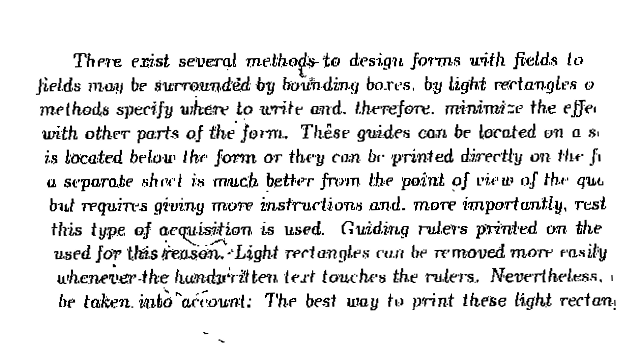 There exist several methods to design forms with fields to
fields may be surrounded by bounding boxes, by light rectangles o
methods specify where to write and, therefore, minimize the effe
with other parts of the form. These guides can be located on a s
is located below the form or they can be printed directly on the f
a separate sheet is much better from the point of view of the qua
but requires giving more instructions and, more importantly, rest
this type of acquisition is used. Guiding rulers printed on the
used for this reason. Light rectangles can be removed more easily
whenever the handwritten text touches the rulers. Nevertheless,
be taken into account: The best way to print these light rectang